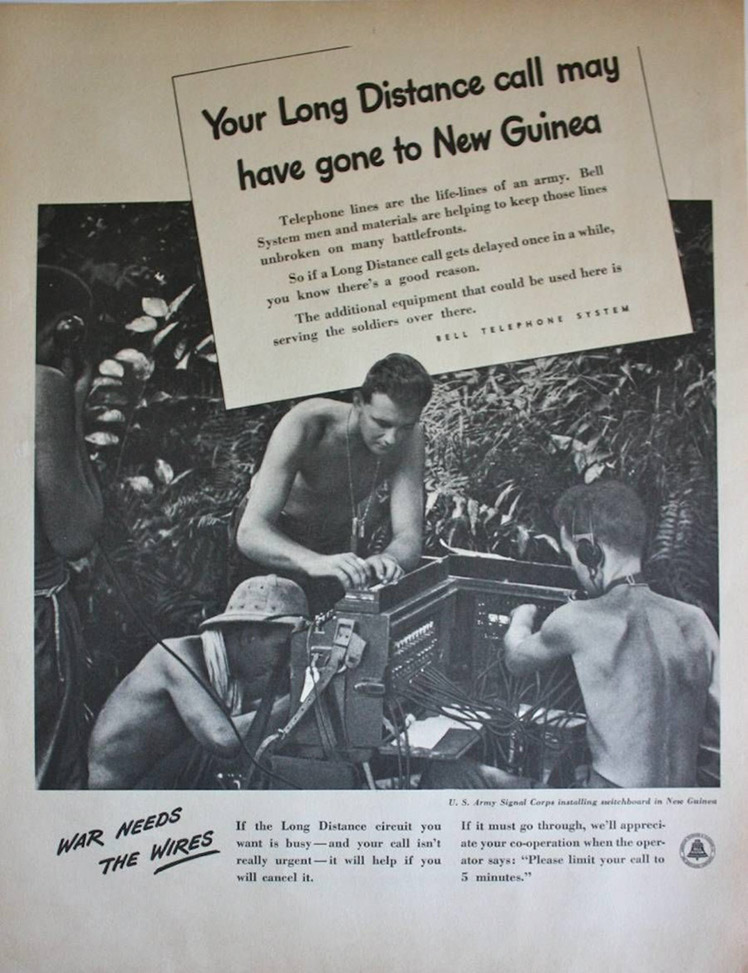 Your Long Distance call may
have gone to New Guinea
Telephone lines are the life-lines of an army. Bell
System men and materials are helping to keep those lines
unbroken on many battlefronts.
So if a Long Distance call gets delayed once in a while,
you know there's a good reason.
The additional equipment that could be used here is
serving the soldiers over there.
BELL TELEPHONE SYSTEM
U. S. Army Signal Corps installing switchboard in New Guinea
WAR NEEDS
THE WIRES
If the Long Distance circuit you
want is busy—and your call isn't
really urgent—it will help if you
will cancel it.
If it must go through, we'll appreci-
ate your co-operation when the oper-
ator says: "Please limit your call to
5 minutes."